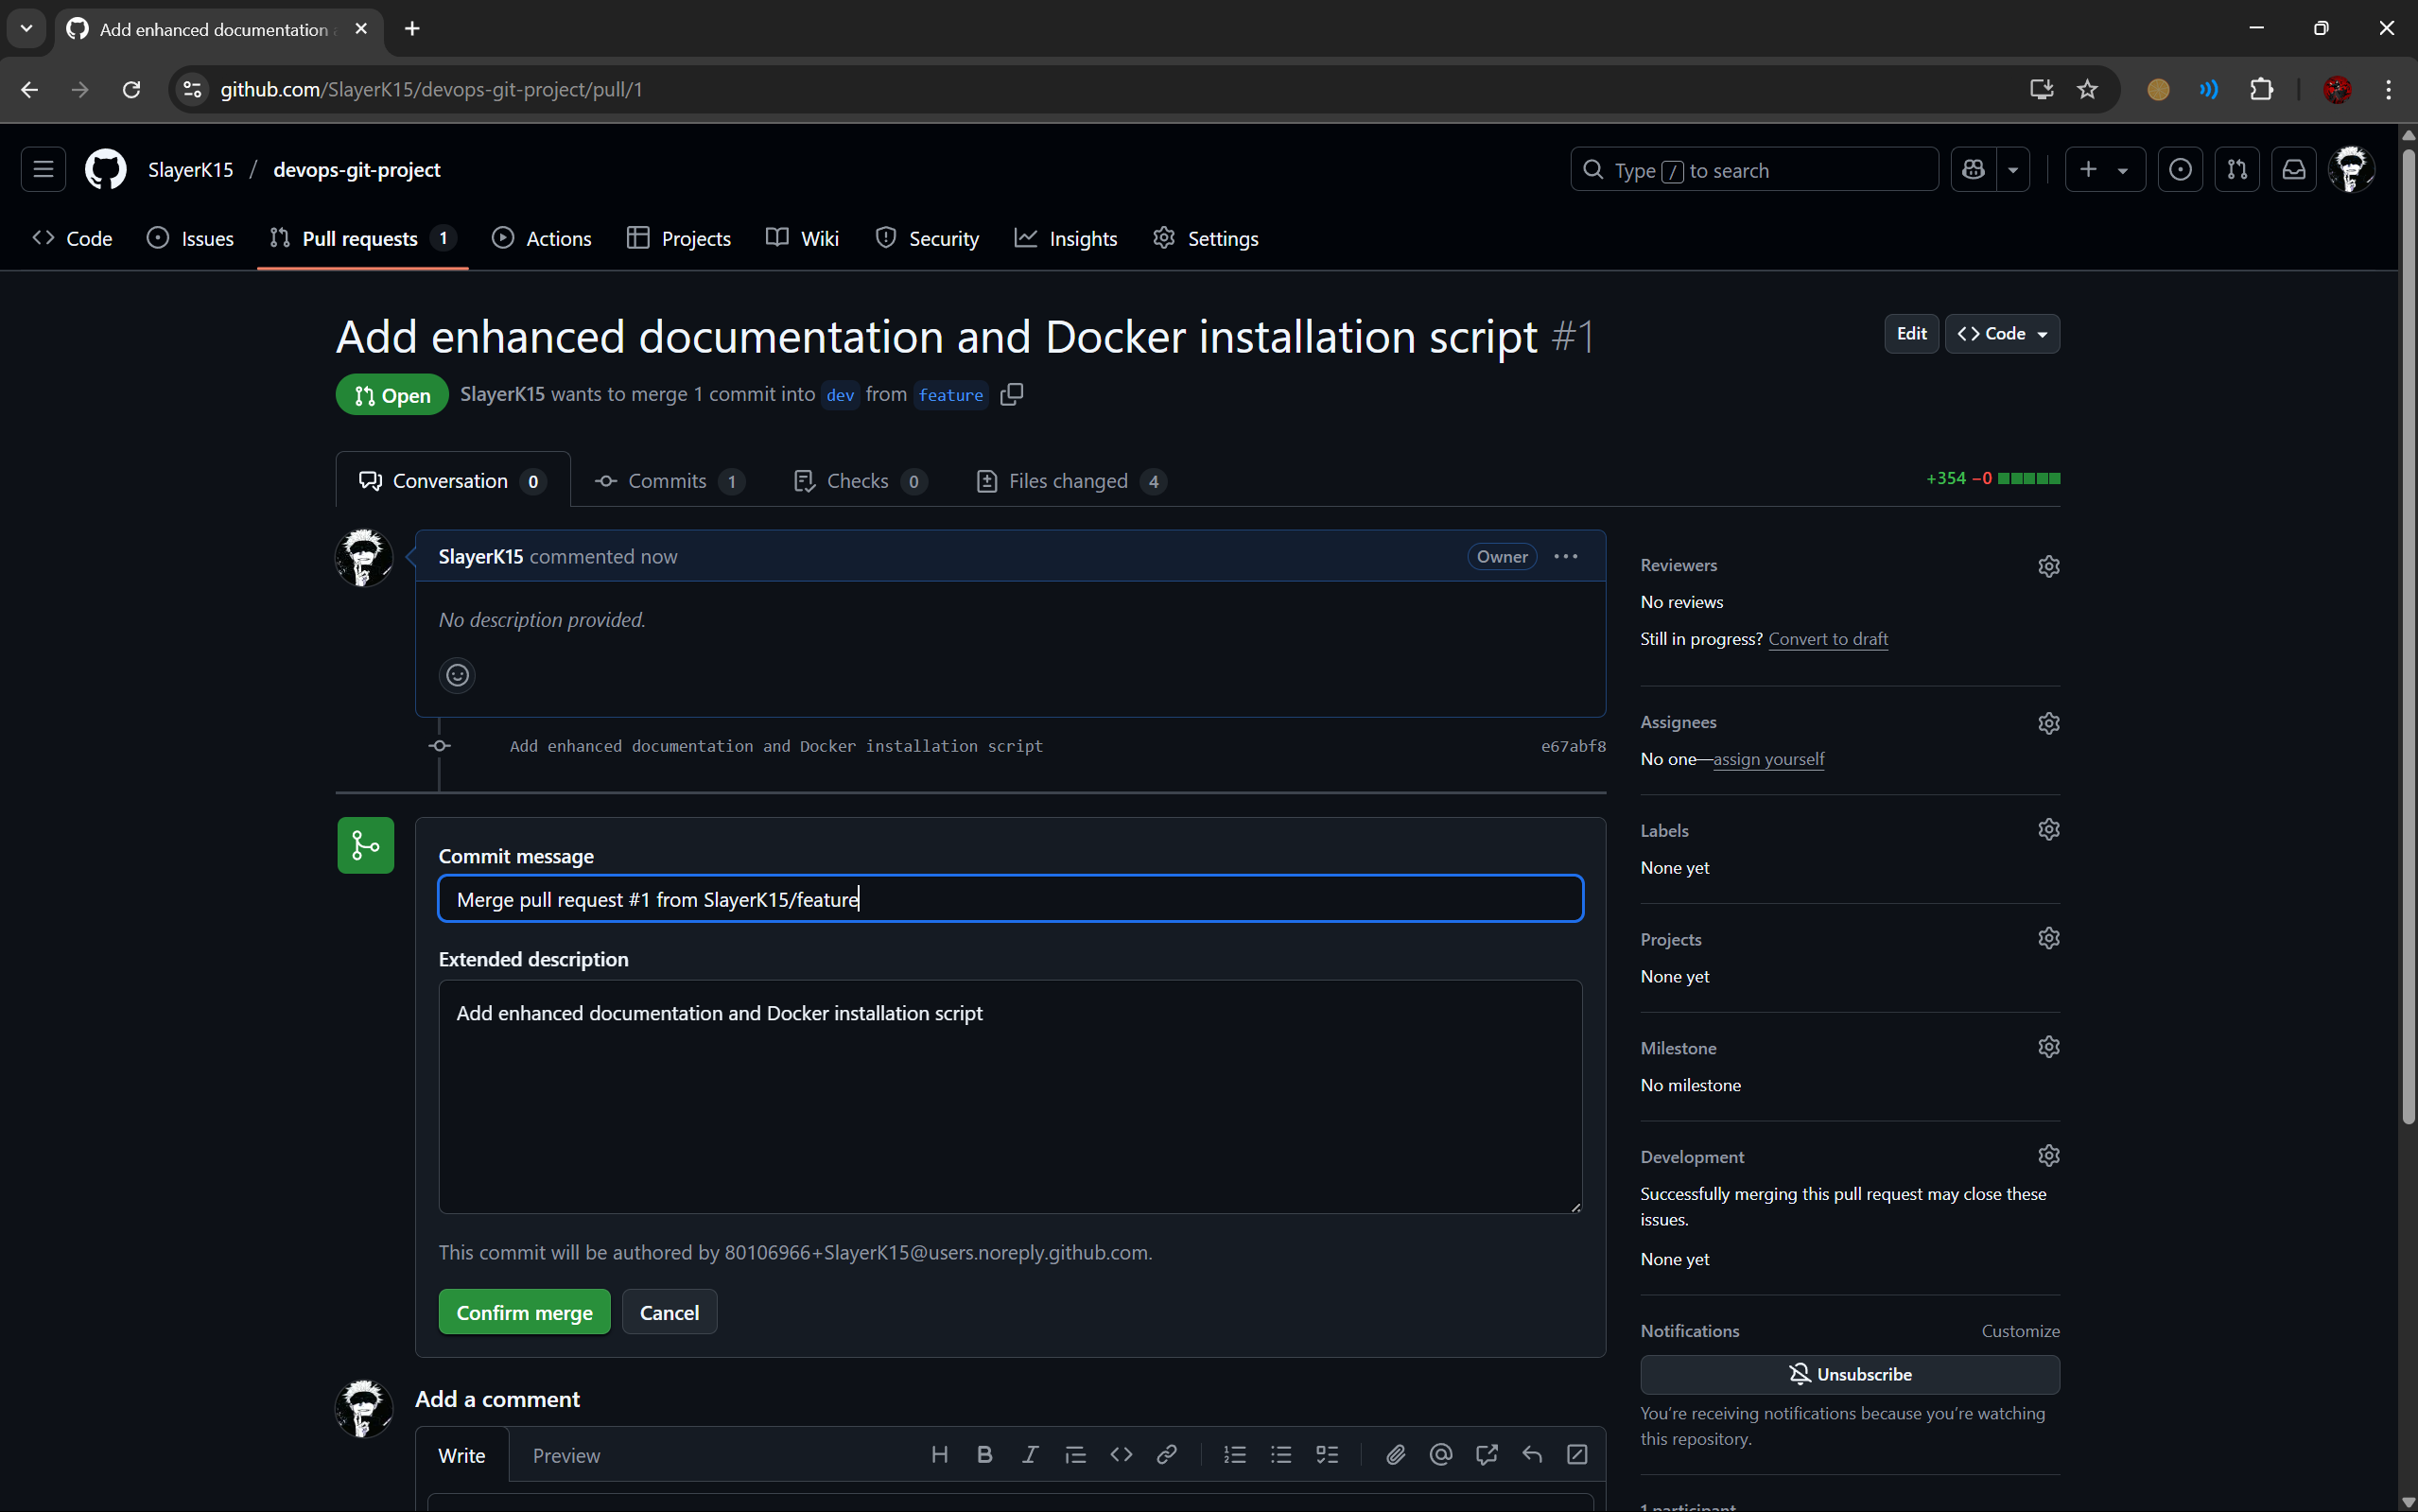 Add enhanced documentation
github.com/SlayerK15/devops-git-project/pull/1
SlayerK15 / devops-git-project
Type / to search
Code
Issues
Pull requests 1
Actions
Projects
Wiki
Security
Insights
Settings
Add enhanced documentation and Docker installation script #1
Edit
Code
Open
SlayerK15 wants to merge 1 commit into dev from feature
Conversation 0
Commits 1
Checks 0
Files changed 4
+354 −0
SlayerK15 commented now
Owner
No description provided.
Add enhanced documentation and Docker installation script
e67abf8
Commit message
Merge pull request #1 from SlayerK15/feature
Extended description
Add enhanced documentation and Docker installation script
This commit will be authored by 80106966+SlayerK15@users.noreply.github.com.
Confirm merge
Cancel
Add a comment
Write
Preview
Reviewers
No reviews
Still in progress? Convert to draft
Assignees
No one—assign yourself
Labels
None yet
Projects
None yet
Milestone
No milestone
Development
Successfully merging this pull request may close these
issues.
None yet
Notifications
Customize
Unsubscribe
You're receiving notifications because you're watching
this repository.
1 participant